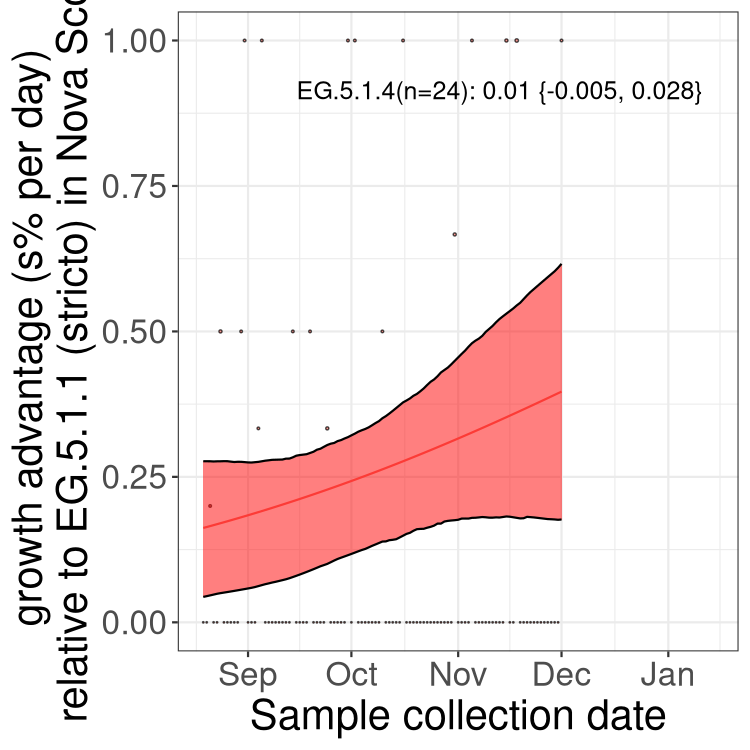 growth advantage (s% per day)
relative to EG.5.1.1 (stricto) in Nova Sco
1.00
0.75
0.50
0.25
0.00
EG.5.1.4(n=24): 0.01 {-0.005, 0.028}
Sep Oct Nov Dec Jan
Sample collection date